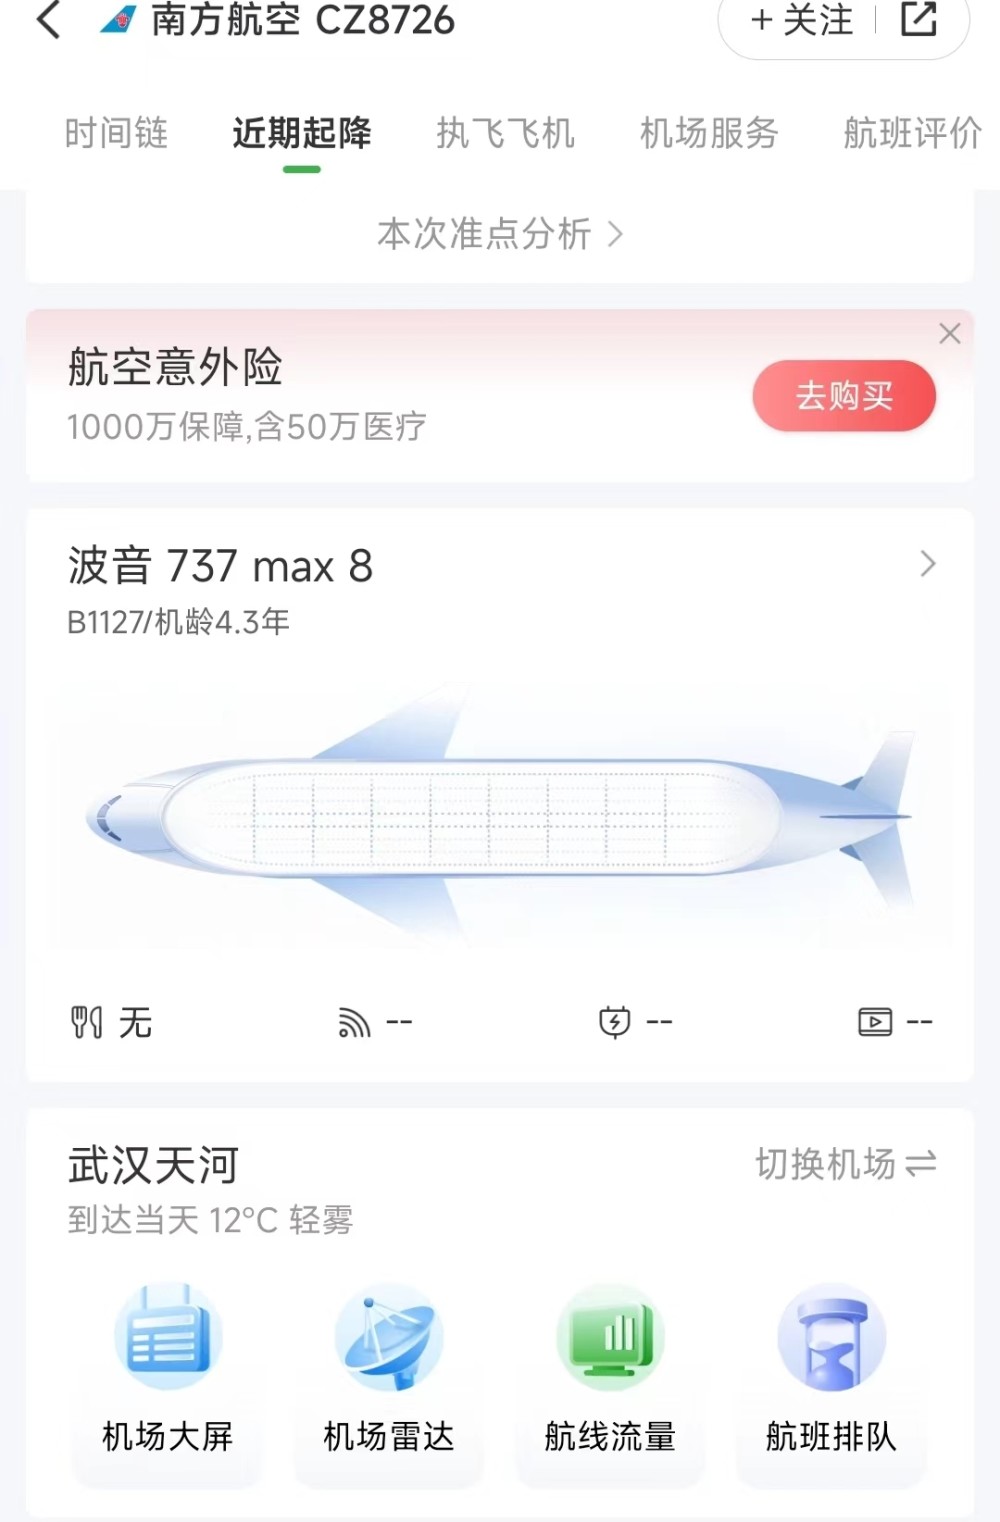 南方航空 CZ8726
+ 关注
时间链 近期起降 执飞飞机 机场服务 航班评价
本次准点分析
航空意外险
1000万保障,含50万医疗
去购买
波音 737 max 8
B1127/机龄4.3年
无 -- -- --
武汉天河
切换机场
到达当天 12°C 轻雾
机场大屏 机场雷达 航线流量 航班排队